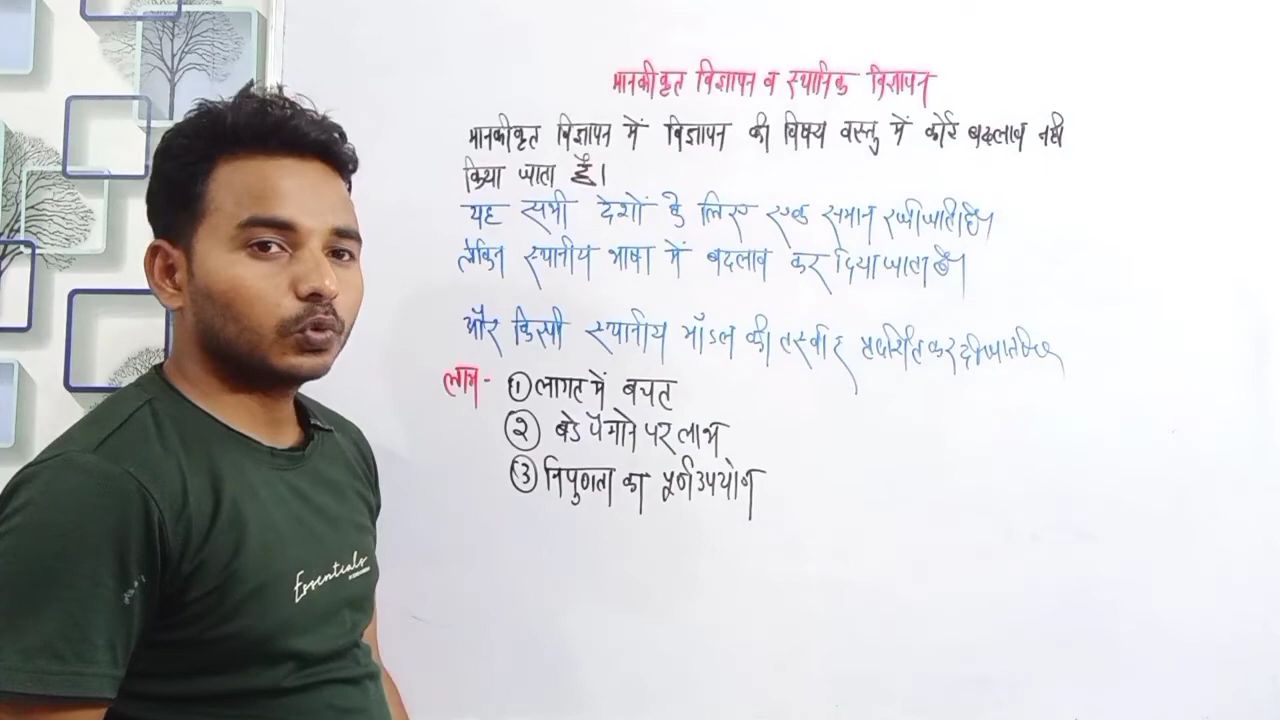 मानकीकृत विज्ञापन व स्थानिक विज्ञापन
मानकीकृत विज्ञापन में विज्ञापन की विषय वस्तु में कोई बदलाव नही
किया जाता है।
यह सभी देशों के लिए एक समान रखी जाती है।
लेकिन स्थानीय भाषा में बदलाव कर दिया जाता है।
और किसी स्थानीय मॉडल की तस्वीर प्रदर्शित कर दी जाती है
लाभ - ① लागत में बचत
② बडे पैमाने पर लाभ
③ निपुणता का पूर्ण उपयोग
Essentials